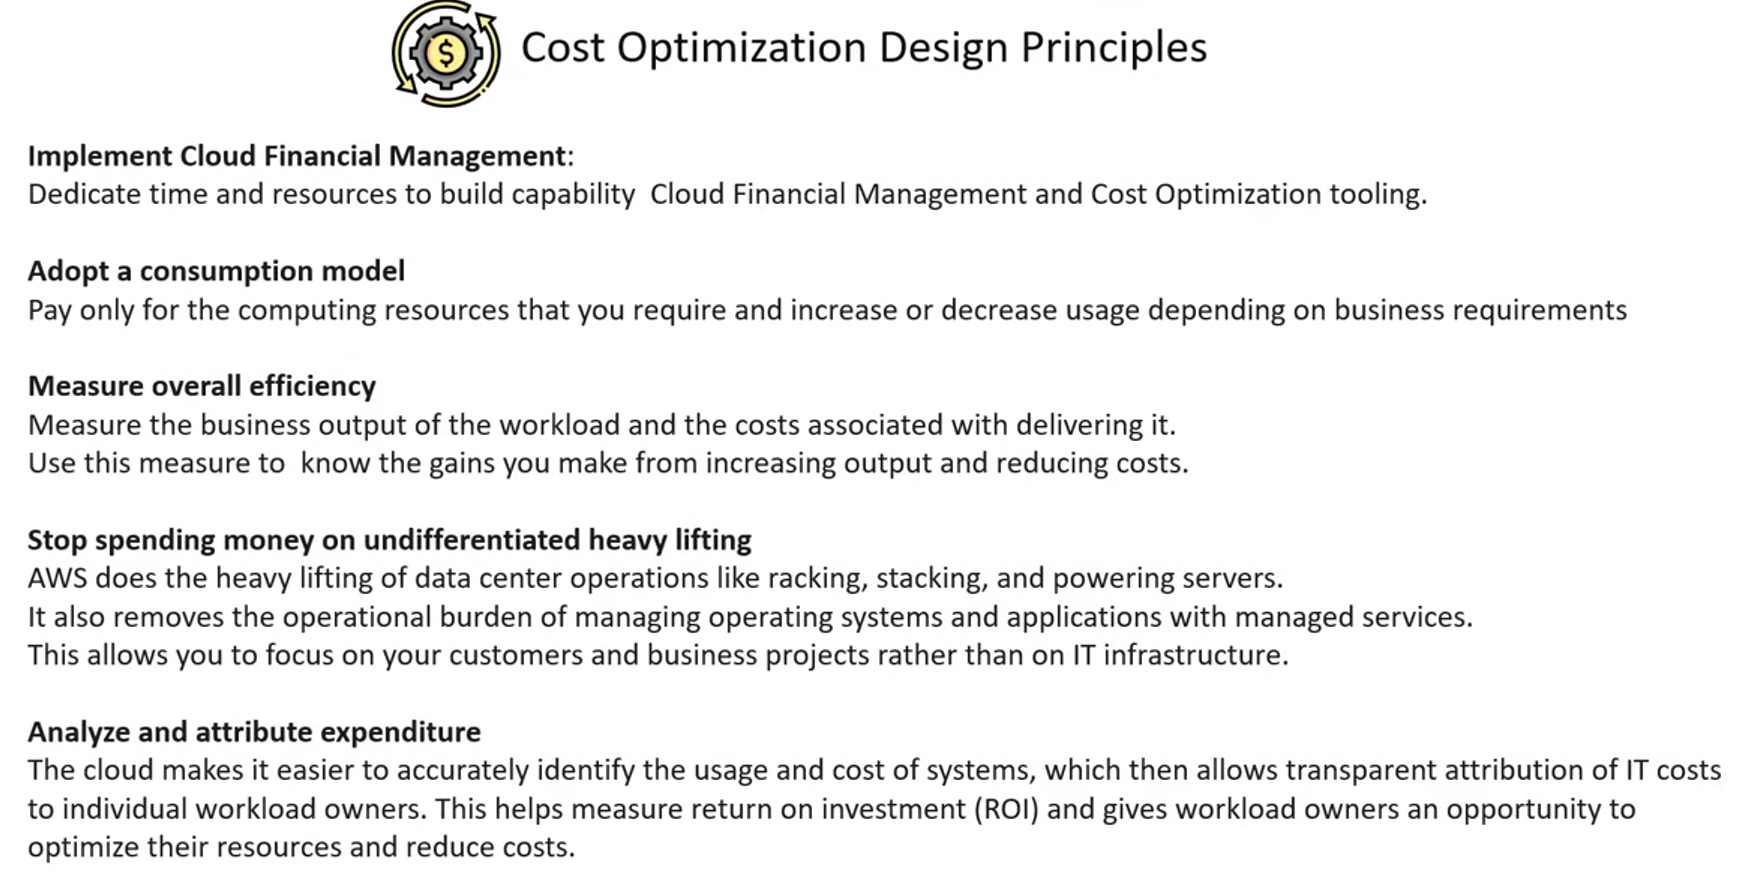 $
Cost Optimization Design Principles
Implement Cloud Financial Management:
Dedicate time and resources to build capability  Cloud Financial Management and Cost Optimization tooling.
Adopt a consumption model
Pay only for the computing resources that you require and increase or decrease usage depending on business requirements
Measure overall efficiency
Measure the business output of the workload and the costs associated with delivering it.
Use this measure to  know the gains you make from increasing output and reducing costs.
Stop spending money on undifferentiated heavy lifting
AWS does the heavy lifting of data center operations like racking, stacking, and powering servers.
It also removes the operational burden of managing operating systems and applications with managed services.
This allows you to focus on your customers and business projects rather than on IT infrastructure.
Analyze and attribute expenditure
The cloud makes it easier to accurately identify the usage and cost of systems, which then allows transparent attribution of IT costs
to individual workload owners. This helps measure return on investment (ROI) and gives workload owners an opportunity to
optimize their resources and reduce costs.